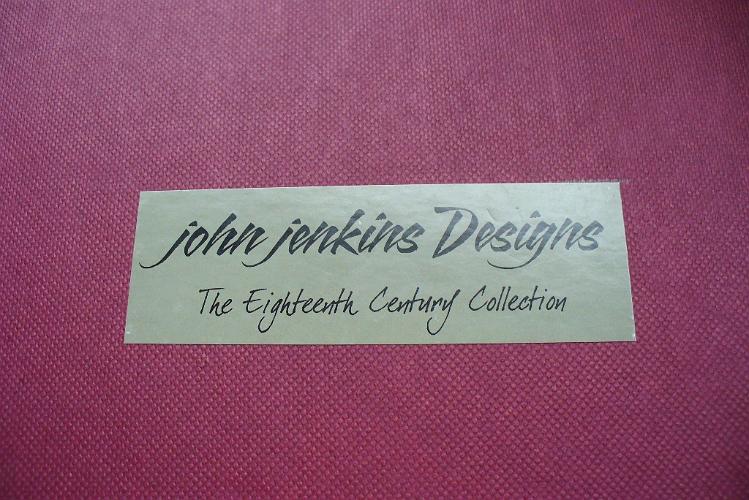 john jenkins Designs
The Eighteenth Century Collection